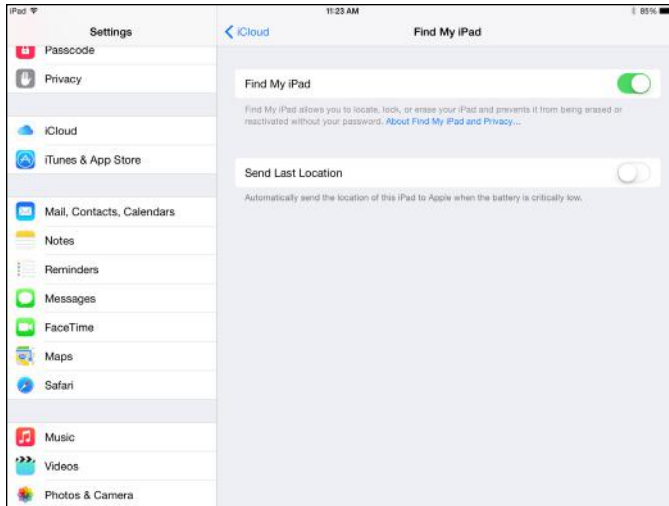 iPad 11:23 AM 85%
Settings
iCloud Find My iPad
Passcode
Privacy
iCloud
iTunes & App Store
Mail, Contacts, Calendars
Notes
Reminders
Messages
FaceTime
Maps
Safari
Music
Videos
Photos & Camera
Find My iPad
Find My iPad allows you to locate, lock, or erase your iPad and prevents it from being erased or
reactivated without your password. About Find My iPad and Privacy...
Send Last Location
Automatically send the location of this iPad to Apple when the battery is critically low.